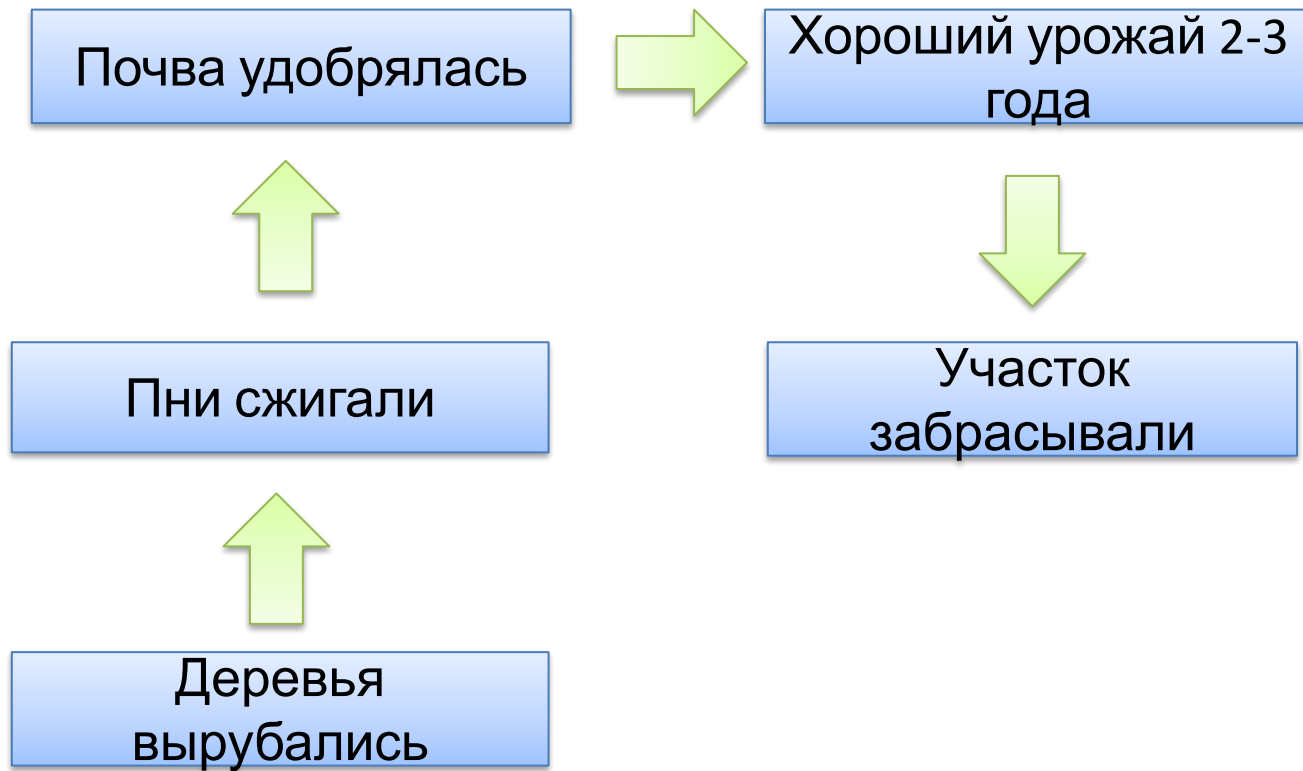 Почва удобрялась
Хороший урожай 2-3
года
Пни сжигали
Участок
забрасывали
Деревья
вырубались